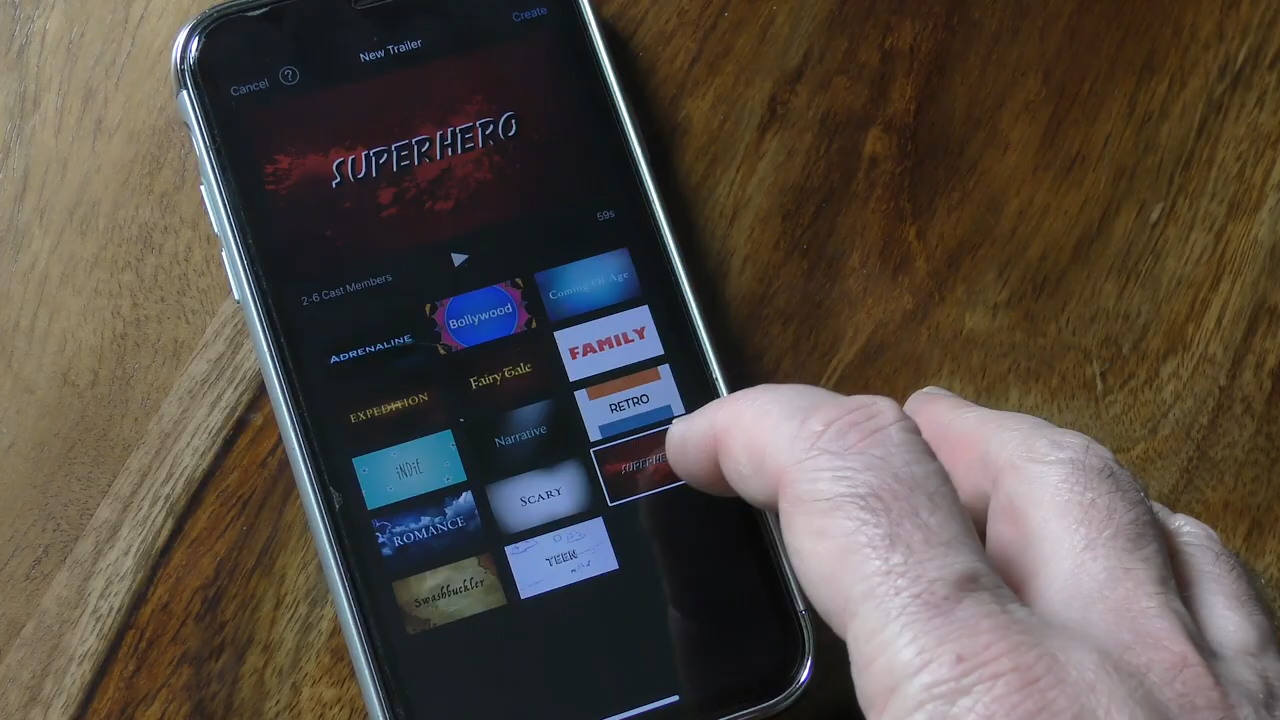 Create
New Trailer
Cancel ?
SUPERHERO
59s
2-6 Cast Members
ADRENALINE
Bollywood
Coming Of Age
EXPEDITION
Fairy Tale
FAMILY
iNDiE
Narrative
RETRO
ROMANCE
SCARY
SUPERHE
Swashbuckler
TEEN